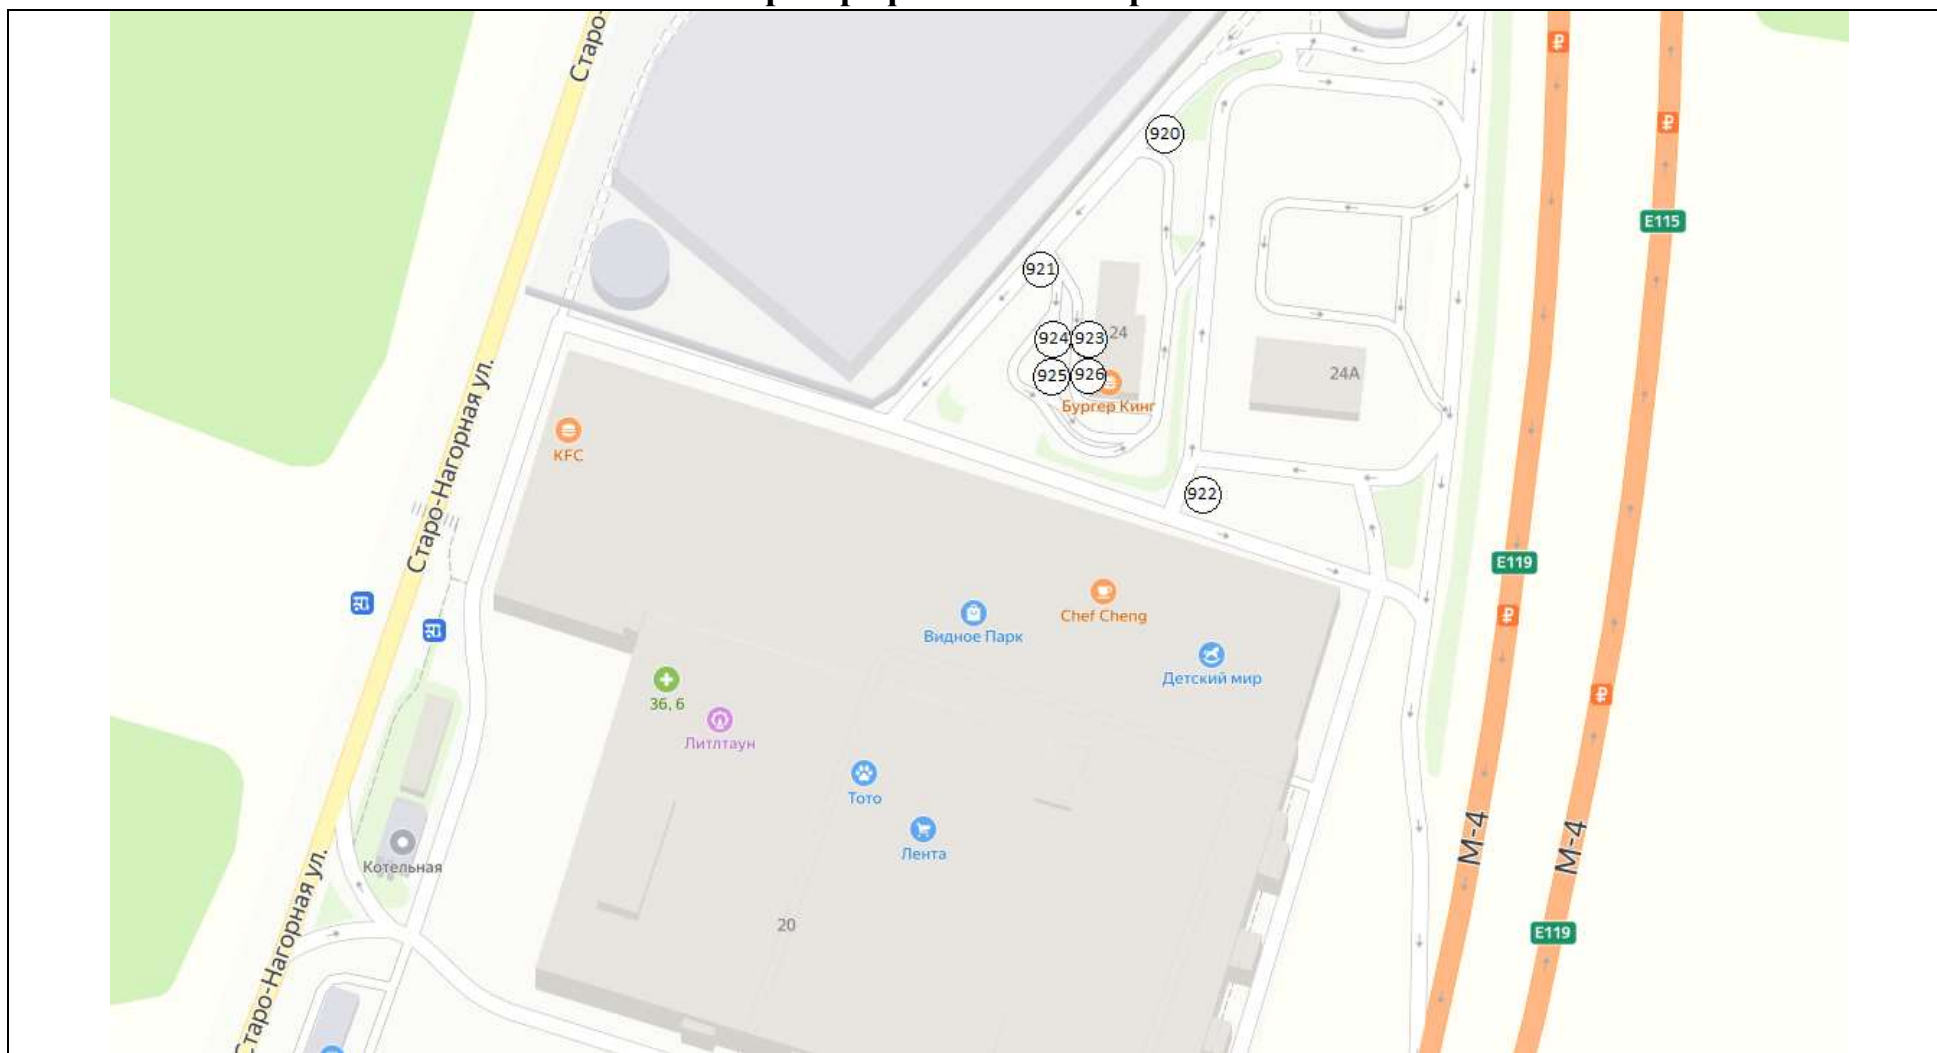 Старо-
₽
920
₽
E115
921
924
923
24
925
926
24А
Бургер Кинг
Старо-Нагорная ул.
KFC
922
E119
Chef Cheng
₽
Видное Парк
Детский мир
36,6
₽
Литлтаун
Тото
М-4
М-4
Лента
Котельная
20
E119
Старо-Нагорная ул.